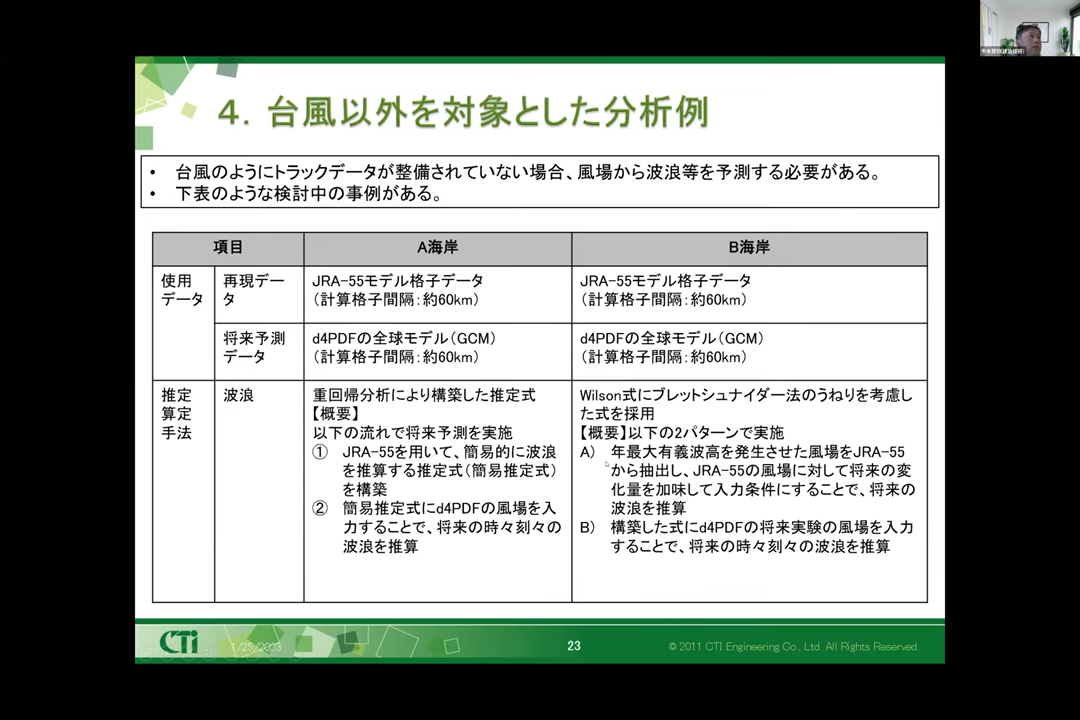 4．台風以外を対象とした分析例
• 台風のようにトラックデータが整備されていない場合、風場から波浪等を予測する必要がある。
• 下表のような検討中の事例がある。
項目
A海岸
B海岸
使用
データ
再現デー
タ
JRA-55モデル格子データ
（計算格子間隔：約60km）
JRA-55モデル格子データ
（計算格子間隔：約60km）
将来予測
データ
d4PDFの全球モデル（GCM）
（計算格子間隔：約60km）
d4PDFの全球モデル（GCM）
（計算格子間隔：約60km）
推定
算定
手法
波浪
重回帰分析により構築した推定式
【概要】
以下の流れで将来予測を実施
① JRA-55を用いて、簡易的に波浪
を推算する推定式（簡易推定式）
を構築
② 簡易推定式にd4PDFの風場を入
力することで、将来の時々刻々の
波浪を推算
Wilson式にブレットシュナイダー法のうねりを考慮し
た式を採用
【概要】以下の2パターンで実施
A） 年最大有義波高を発生させた風場をJRA-55
から抽出し、JRA-55の風場に対して将来の変
化量を加味して入力条件にすることで、将来の
波浪を推算
B） 構築した式にd4PDFの将来実験の風場を入力
することで、将来の時々刻々の波浪を推算
CTi
1/25/2023
23
© 2011 CTI Engineering Co., Ltd. All Rights Reserved.